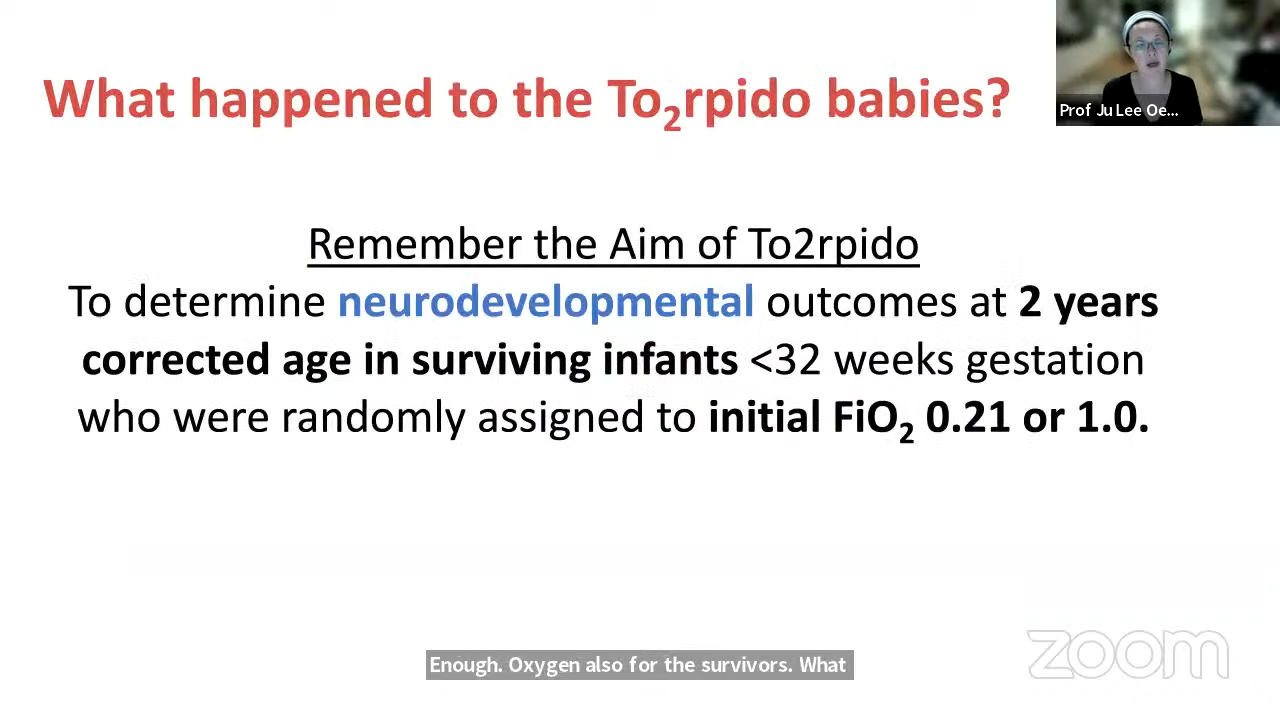 What happened to the To2rpido babies?
Prof Ju Lee Oe...
Remember the Aim of To2rpido
To determine neurodevelopmental outcomes at 2 years
corrected age in surviving infants <32 weeks gestation
who were randomly assigned to initial FiO2 0.21 or 1.0.
Enough. Oxygen also for the survivors. What
zoom